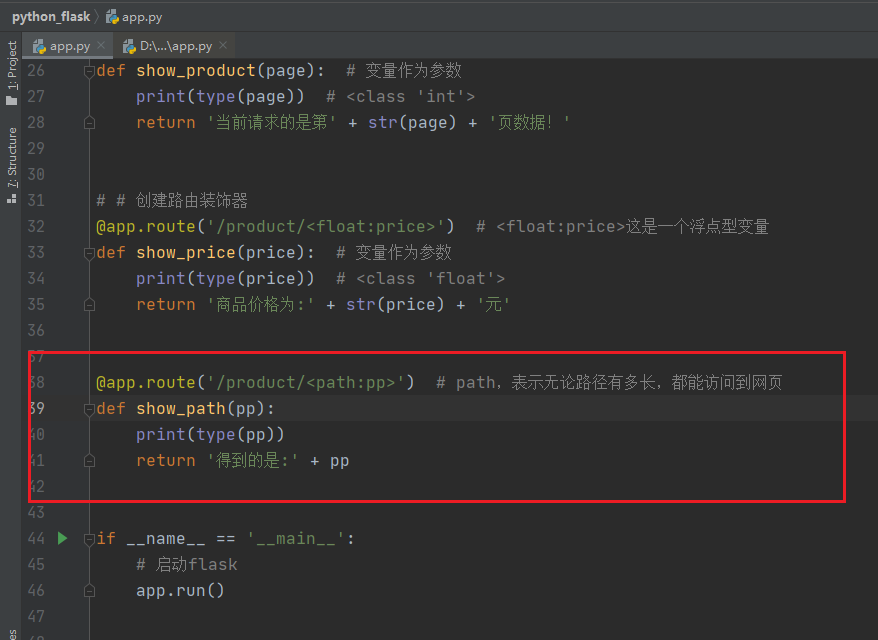 python_flask 〉 app.py
app.py × D:\...\app.py ×
1: Project
7: Structure
26 def show_product(page):  # 变量作为参数
27     print(type(page))  # <class 'int'>
28     return '当前请求的是第' + str(page) + '页数据！'
29
30
31 # # 创建路由装饰器
32 @app.route('/product/<float:price>')  # <float:price>这是一个浮点型变量
33 def show_price(price):  # 变量作为参数
34     print(type(price))  # <class 'float'>
35     return '商品价格为:' + str(price) + '元'
36
37
38 @app.route('/product/<path:pp>')  # path，表示无论路径有多长，都能访问到网页
39 def show_path(pp):
40     print(type(pp))
41     return '得到的是:' + pp
42
43
44 if __name__ == '__main__':
45     # 启动flask
46     app.run()
47